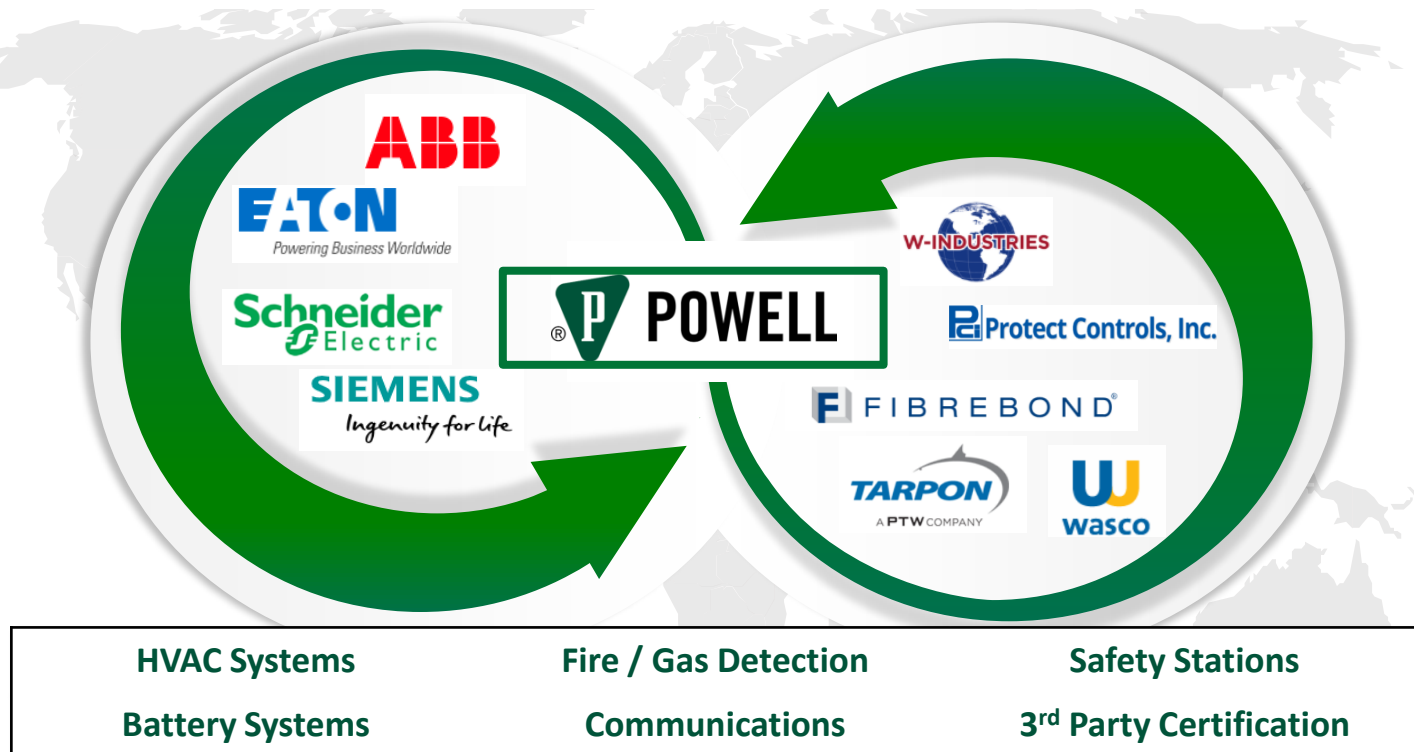 ABB
EATON
Powering Business Worldwide
Schneider
Electric
SIEMENS
Ingenuity for life
® P POWELL
W-INDUSTRIES
PCi Protect Controls, Inc.
F FIBREBOND®
TARPON
A PTW COMPANY
W
wasco
HVAC Systems Fire / Gas Detection Safety Stations
Battery Systems Communications 3rd Party Certification